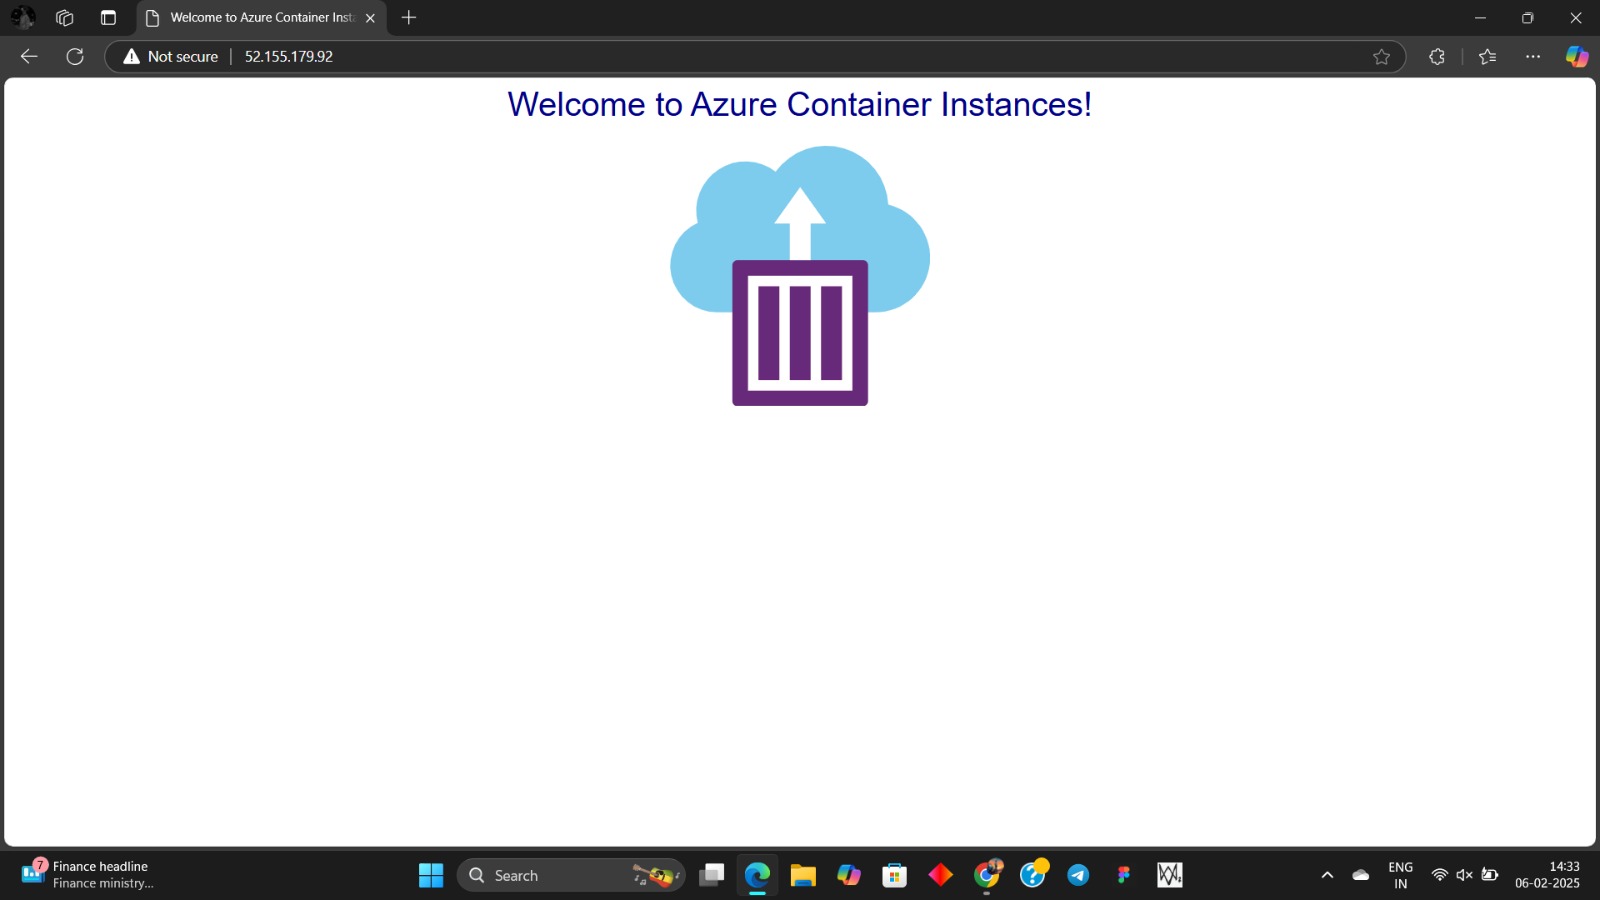 Welcome to Azure Container Inst
Not secure
52.155.179.92
Welcome to Azure Container Instances!
7
Finance headline
Finance ministry...
Search
ENG
IN
14:33
06-02-2025